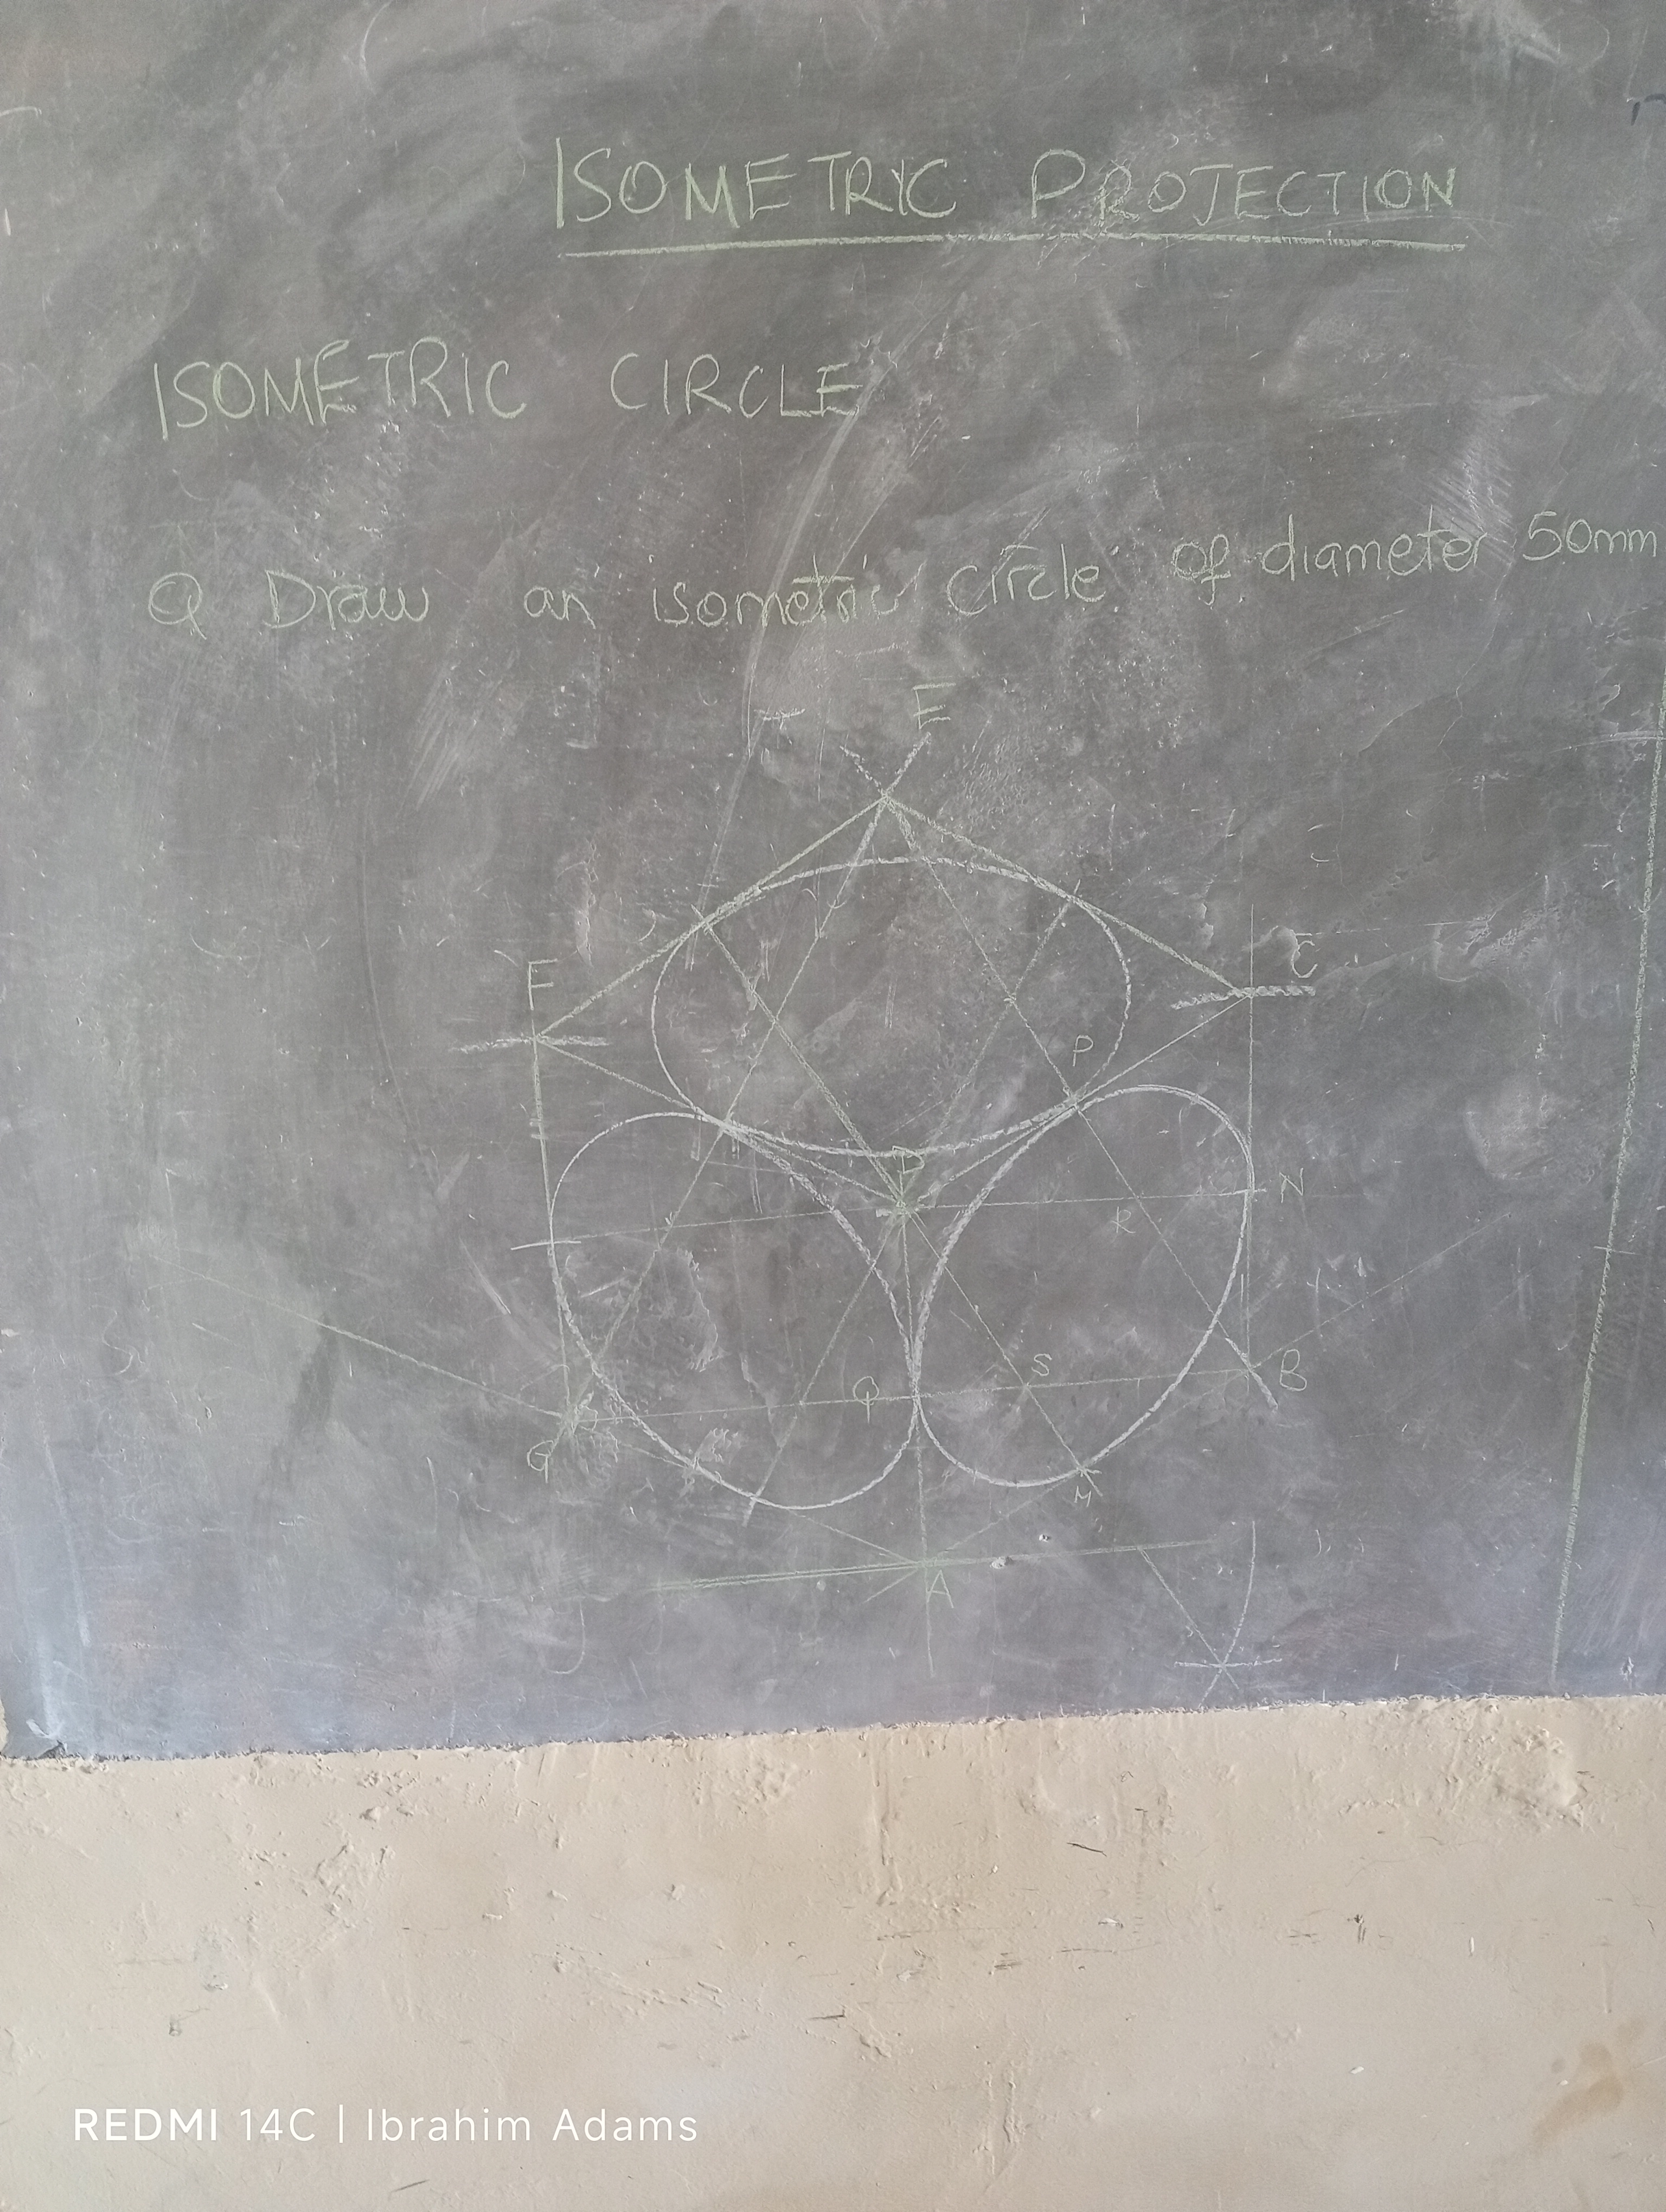 ISOMETRIC PROJECTION
ISOMETRIC CIRCLE
Q Draw an isometric circle of diameter 50mm
E
F
C
P
D
N
R
S
Q
B
G
M
A
REDMI 14C | Ibrahim Adams